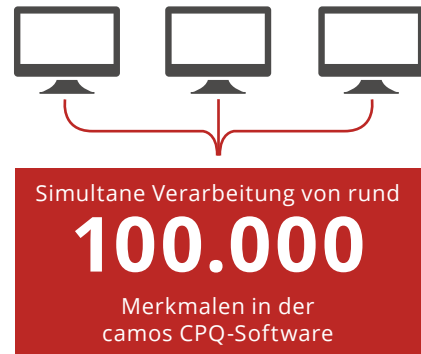 Simultane Verarbeitung von rund
100.000
Merkmalen in der
camos CPQ-Software